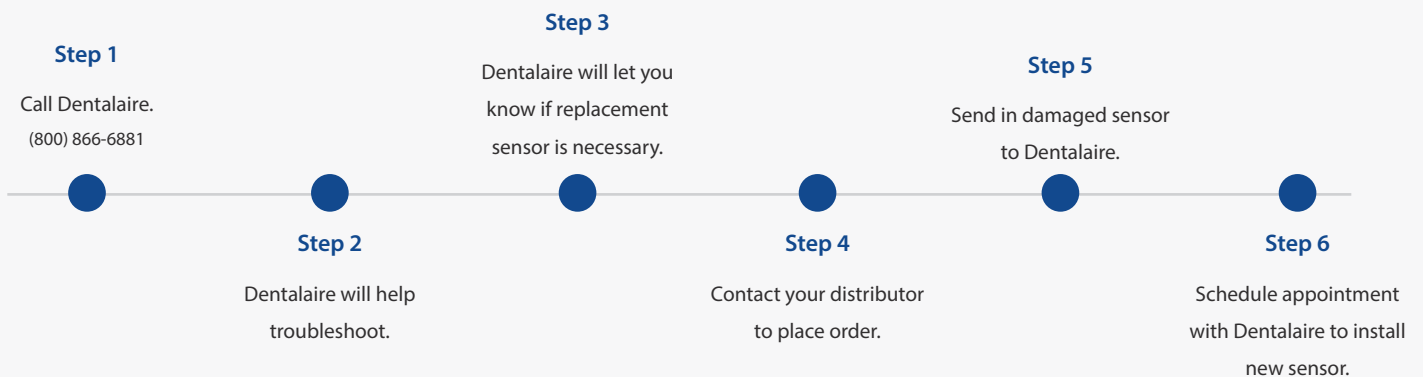 Step 1
Call Dentalaire.
(800) 866-6881
Step 2
Dentalaire will help
troubleshoot.
Step 3
Dentalaire will let you
know if replacement
sensor is necessary.
Step 4
Contact your distributor
to place order.
Step 5
Send in damaged sensor
to Dentalaire.
Step 6
Schedule appointment
with Dentalaire to install
new sensor.